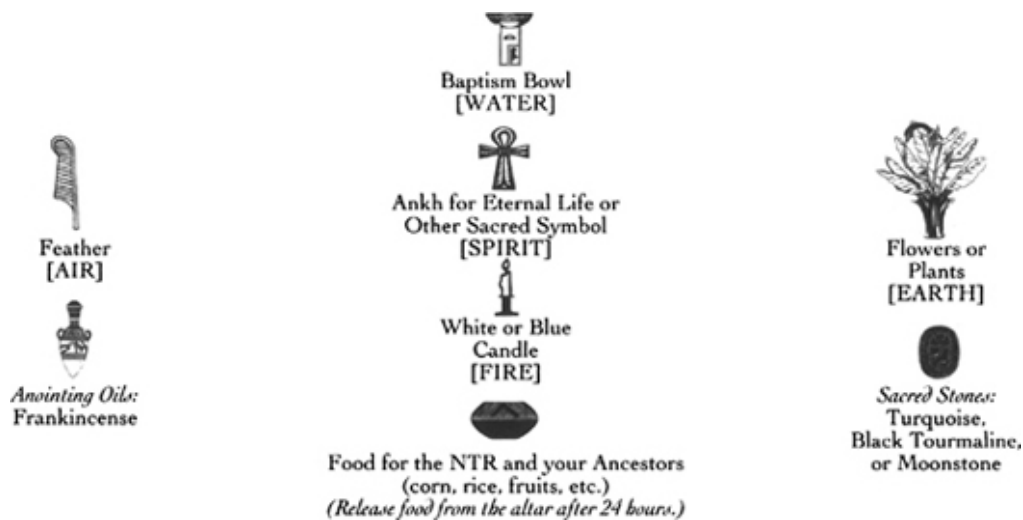 Baptism Bowl
[WATER]
Feather
[AIR]
Ankh for Eternal Life or
Other Sacred Symbol
[SPIRIT]
Flowers or
Plants
[EARTH]
White or Blue
Candle
[FIRE]
Anointing Oils:
Frankincense
Sacred Stones:
Turquoise,
Black Tourmaline,
or Moonstone
Food for the NTR and your Ancestors
(corn, rice, fruits, etc.)
(Release food from the altar after 24 hours.)